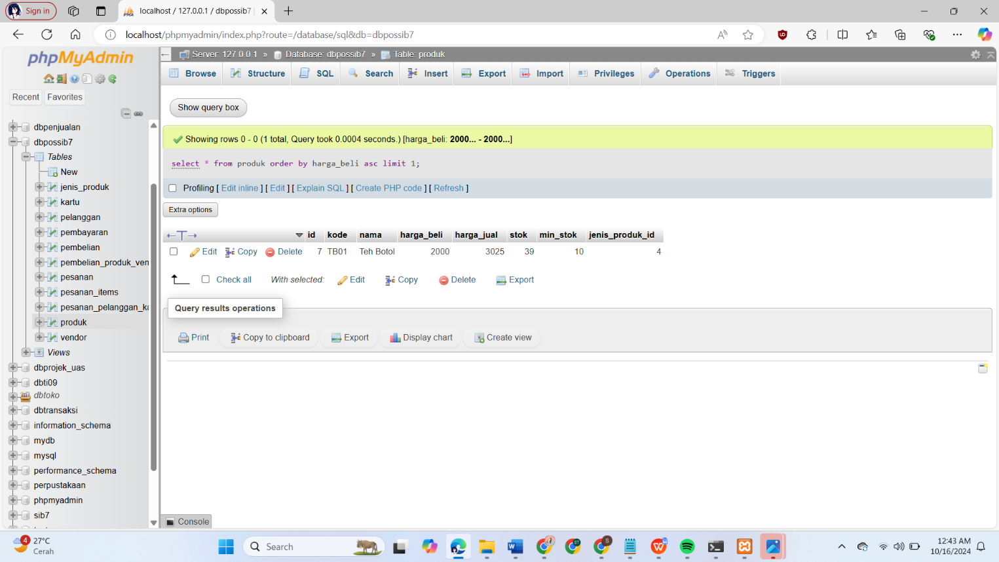 Sign in
localhost / 127.0.0.1 / dbpossib7
localhost/phpmyadmin/index.php?route=/database/sql&db=dbpossib7
phpMyAdmin
Recent
Favorites
dbpenjualan
dbpossib7
Tables
New
jenis_produk
kartu
pelanggan
pembayaran
pembelian
pembelian_produk_ven
pesanan
pesanan_items
pesanan_pelanggan_ka
produk
vendor
Views
dbprojek_uas
dbti09
dbtoko
dbtransaksi
information_schema
mydb
mysql
performance_schema
perpustakaan
phpmyadmin
sib7
Server: 127.0.0.1 » Database: dbpossib7 » Table: produk
Browse Structure SQL Search Insert Export Import Privileges Operations Triggers
Show query box
Showing rows 0 - 0 (1 total, Query took 0.0004 seconds.) [harga_beli: 2000... - 2000...]
select * from produk order by harga_beli asc limit 1;
Profiling [ Edit inline ] [ Edit ] [ Explain SQL ] [ Create PHP code ] [ Refresh ]
Extra options
←T→ id kode nama harga_beli harga_jual stok min_stok jenis_produk_id
Edit Copy Delete 7 TB01 Teh Botol 2000 3025 39 10 4
Check all With selected: Edit Copy Delete Export
Query results operations
Print Copy to clipboard Export Display chart Create view
Console
4
27°C
Cerah
Search
12:43 AM
10/16/2024